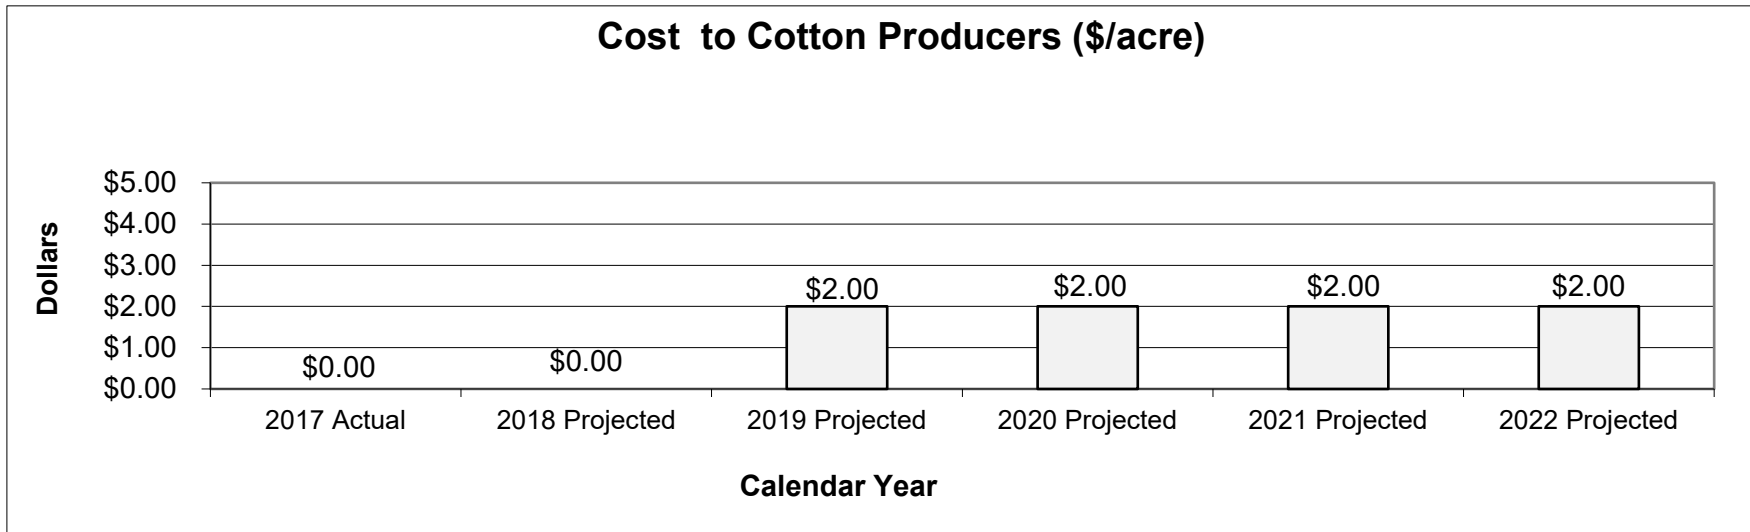 Cost  to Cotton Producers ($/acre)
Dollars
$5.00
$4.00
$3.00
$2.00
$1.00
$0.00
$0.00
$0.00
$2.00
$2.00
$2.00
$2.00
2017 Actual
2018 Projected
2019 Projected
2020 Projected
2021 Projected
2022 Projected
Calendar Year